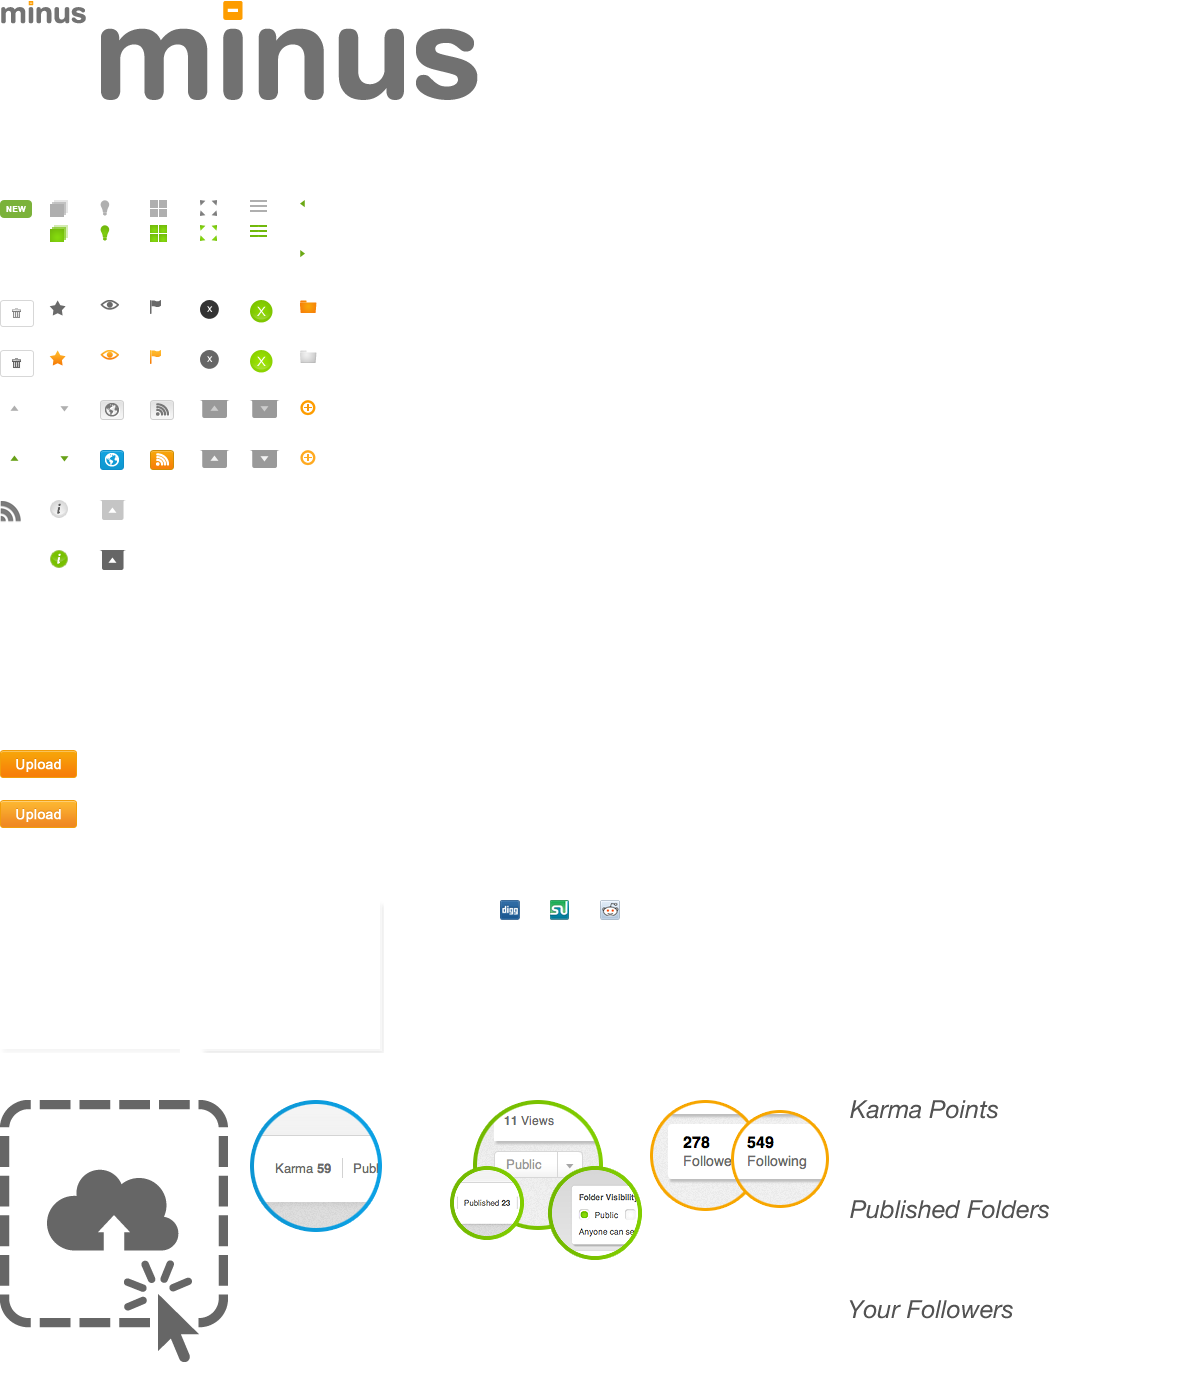 minus
minus
NEW
X
X
X
X
i
i
Upload
Upload
digg
SU
11 Views
Public
Karma 59
Publ
Published 23
Folder Visibility
Public
Anyone can se
278
Followe
549
Following
Karma Points
Published Folders
Your Followers